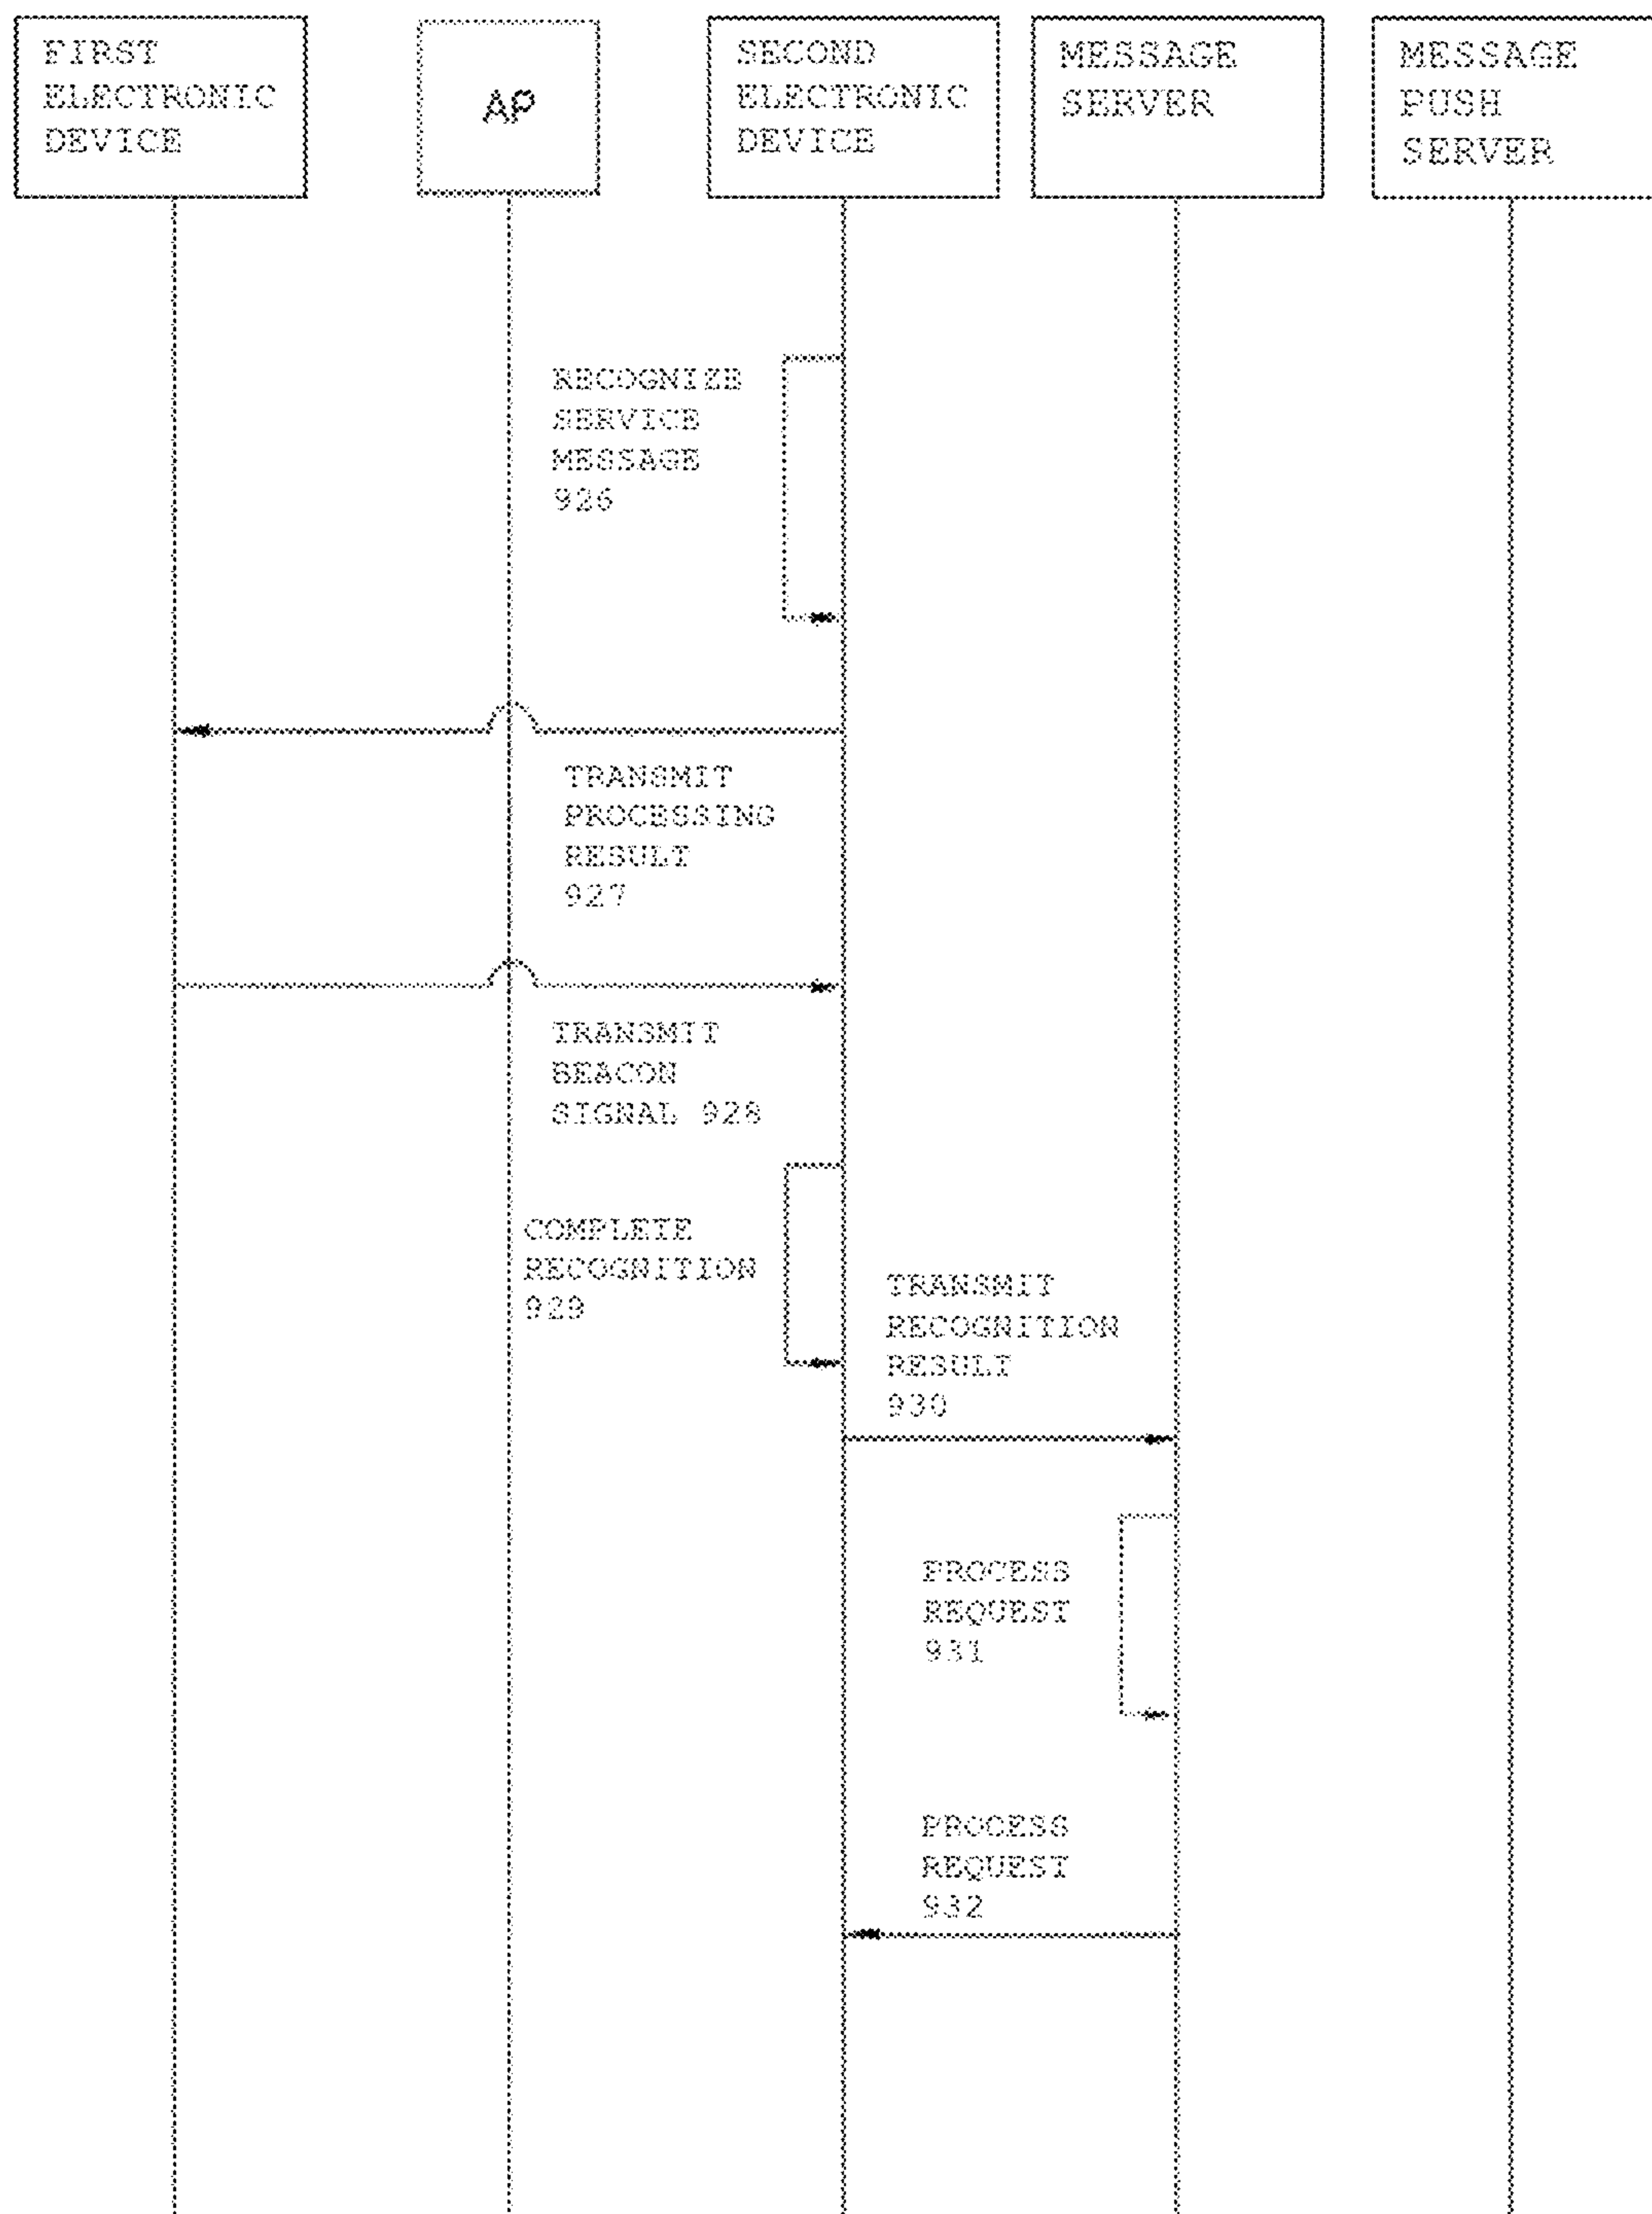 FIRST
ELECTRONIC
DEVICE
AP
SECOND
ELECTRONIC
DEVICE
MESSAGE
SERVER
MESSAGE
PUSH
SERVER
RECOGNIZE
SERVICE
MESSAGE
926
TRANSMIT
PROCESSING
RESULT
927
TRANSMIT
BEACON
SIGNAL 928
COMPLETE
RECOGNITION
929
TRANSMIT
RECOGNITION
RESULT
930
PROCESS
REQUEST
931
PROCESS
REQUEST
932